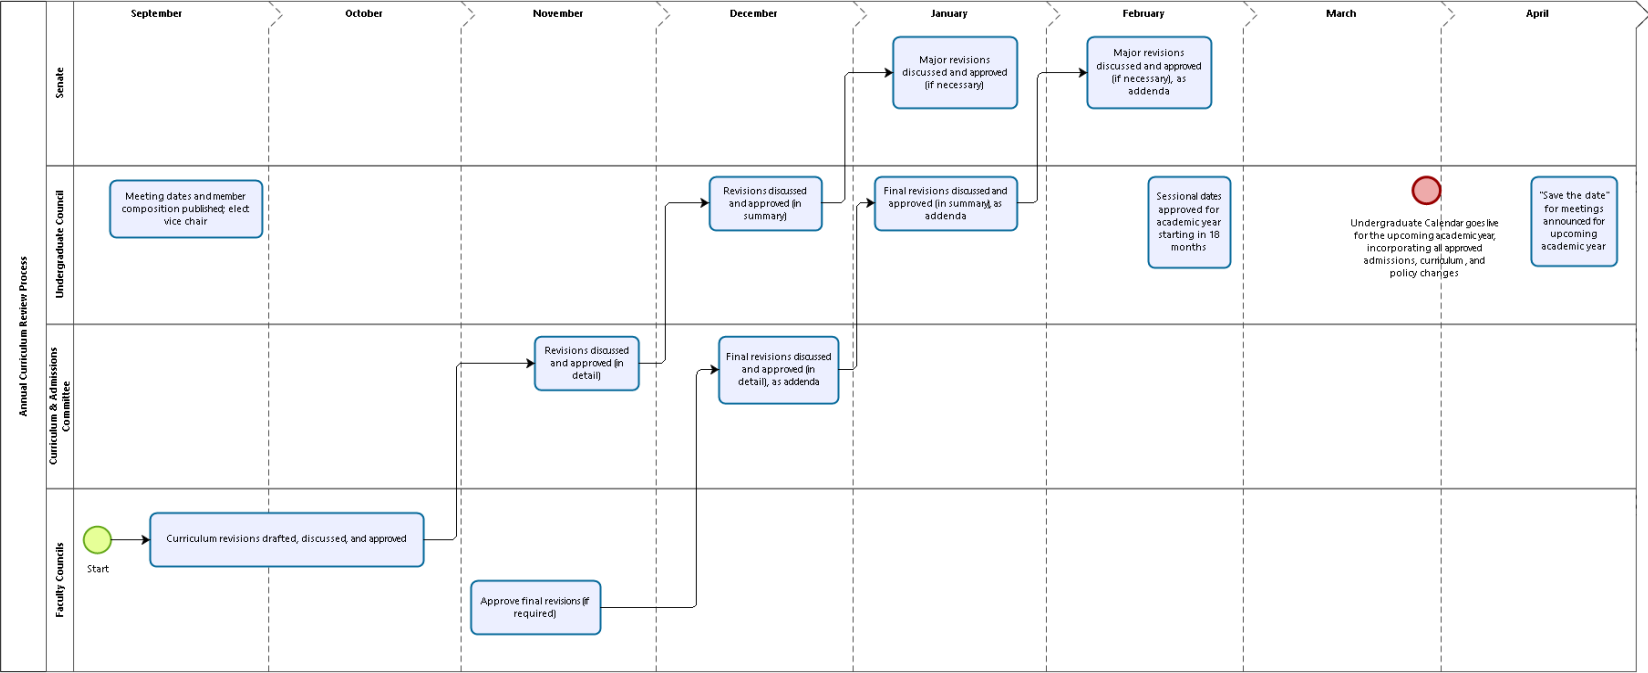 September
October
November
December
January
February
March
April
Annual Curriculum Review Process
Senate
Major revisions
discussed and approved
(if necessary)
Major revisions
discussed and approved
(if necessary), as
addenda
Undergraduate Council
Meeting dates and member
composition published; elect
vice chair
Revisions discussed
and approved (in
summary)
Final revisions discussed and
approved (in summary), as
addenda
Sessional dates
approved for
academic year
starting in 18
months
Undergraduate Calendar goes live
for the upcoming academic year,
incorporating all approved
admissions, curriculum, and
policy changes
"Save the date"
for meetings
announced for
upcoming
academic year
Curriculum & Admissions
Committee
Revisions discussed
and approved (in
detail)
Final revisions discussed
and approved (in
detail), as addenda
Faculty Councils
Start
Curriculum revisions drafted, discussed, and approved
Approve final revisions (if
required)